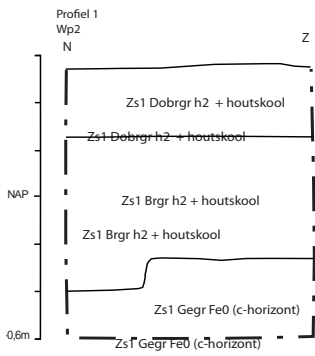 Profiel 1
Wp2
N
Z
Zs1 Dobrgr h2 + houtskool
Zs1 Dobrgr h2 + houtskool
NAP
Zs1 Brgr h2 + houtskool
Zs1 Brgr h2 + houtskool
Zs1 Gegr Fe0 (c-horizont)
-0,6m
Zs1 Gegr Fe0 (c-horizont)